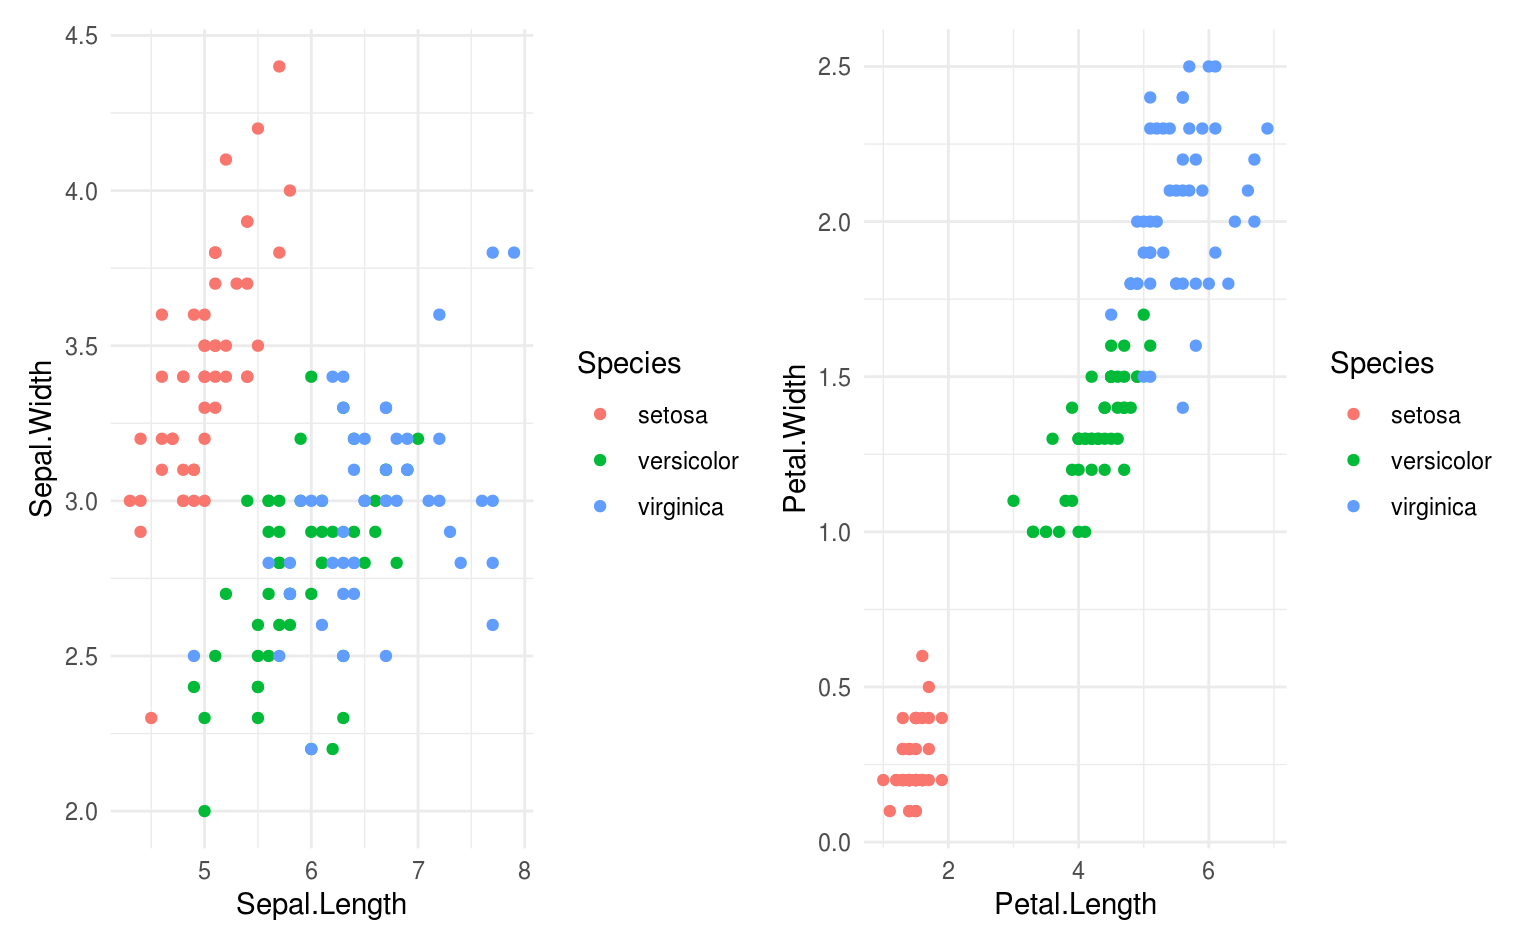 4.5
4.0
3.5
3.0
2.5
2.0
Sepal.Width
5 6 7 8
Sepal.Length
Species
setosa
versicolor
virginica
2.5
2.0
1.5
1.0
0.5
0.0
Petal.Width
2 4 6
Petal.Length
Species
setosa
versicolor
virginica